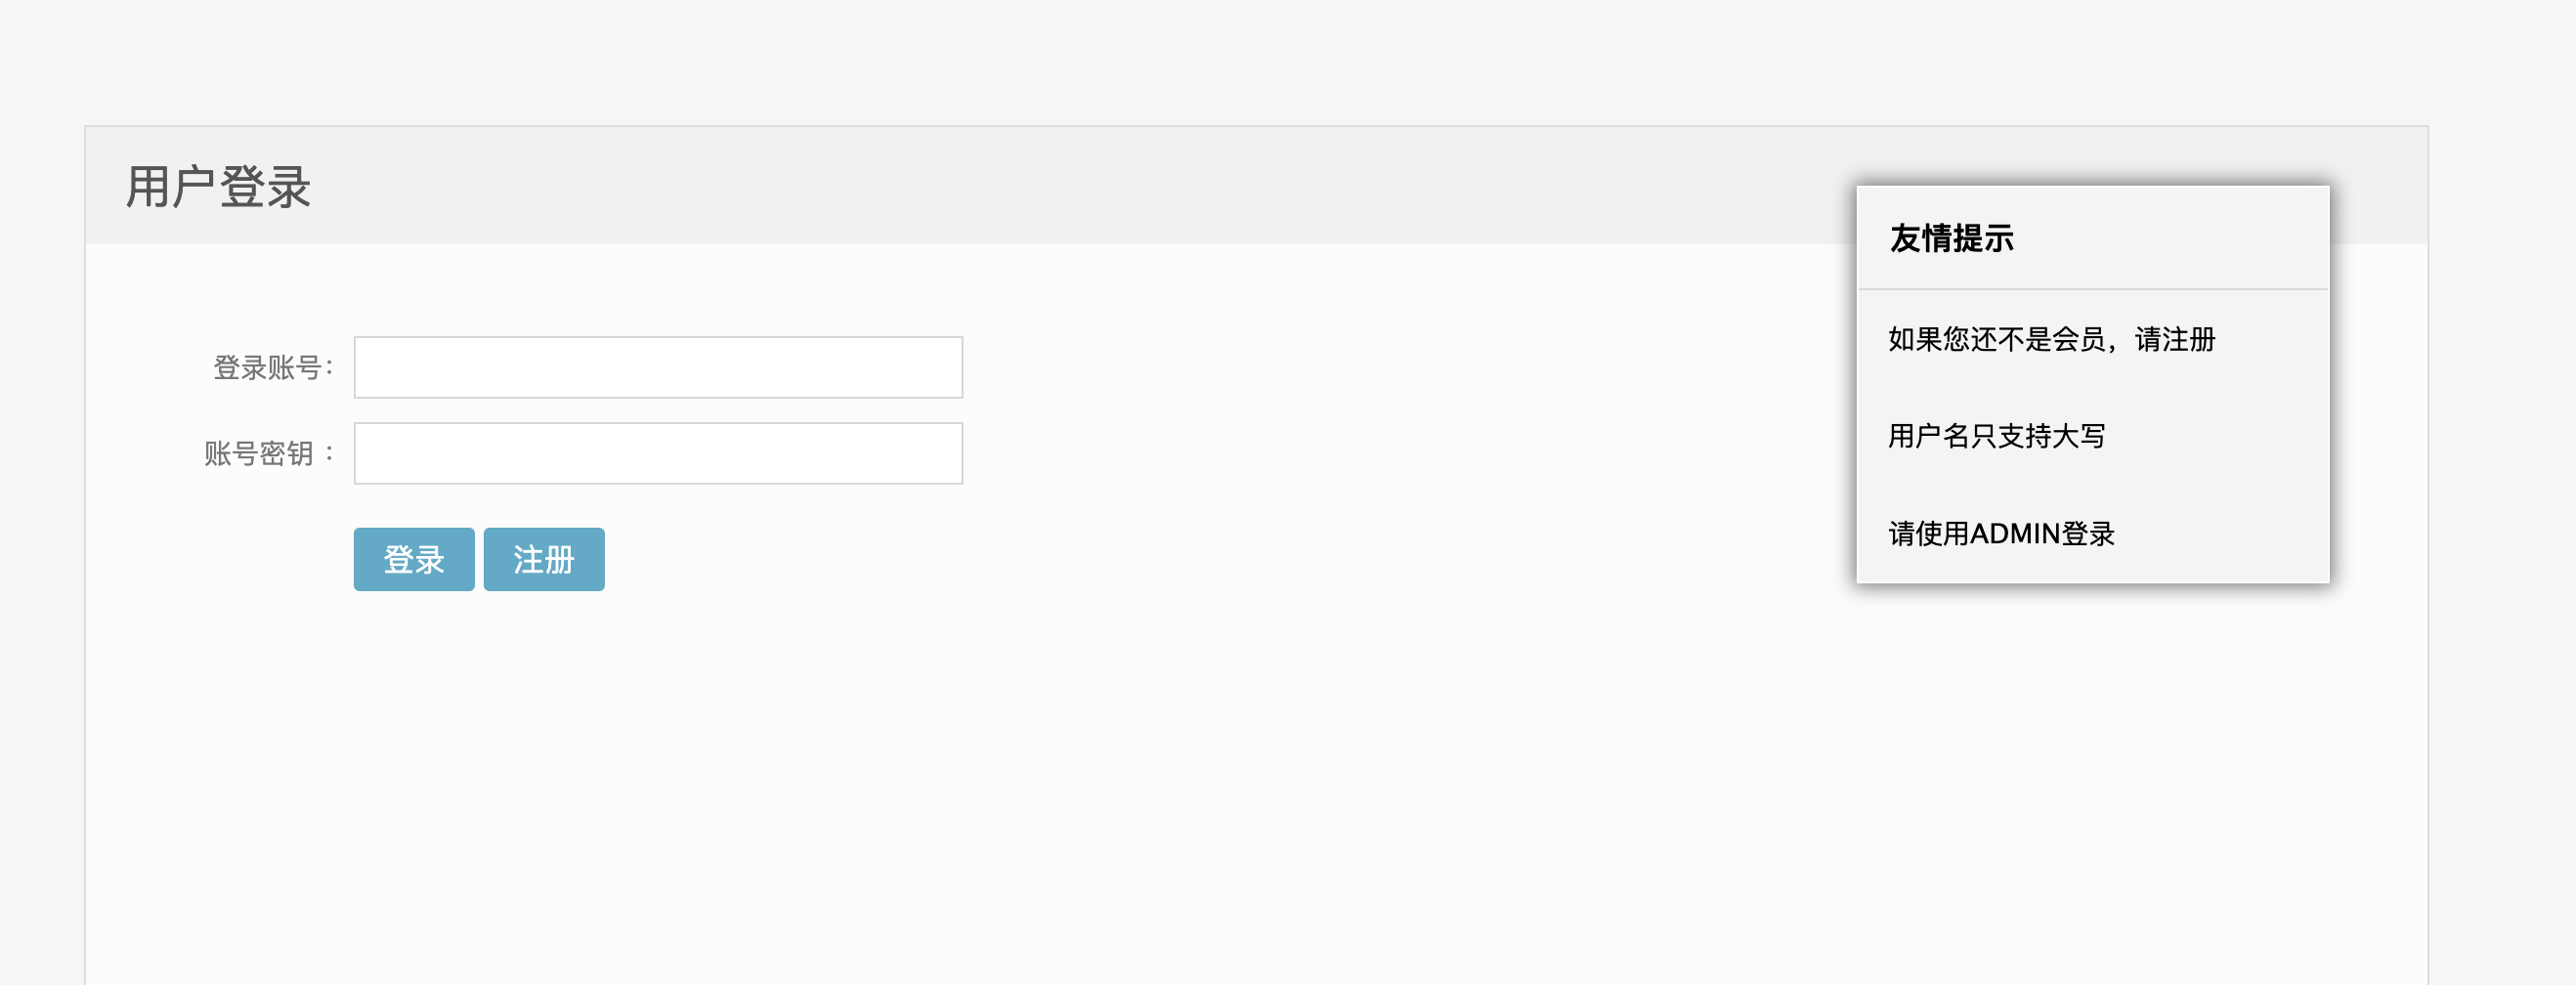 用户登录
友情提示
如果您还不是会员，请注册
登录账号：
用户名只支持大写
账号密钥 ：
请使用ADMIN登录
登录 注册